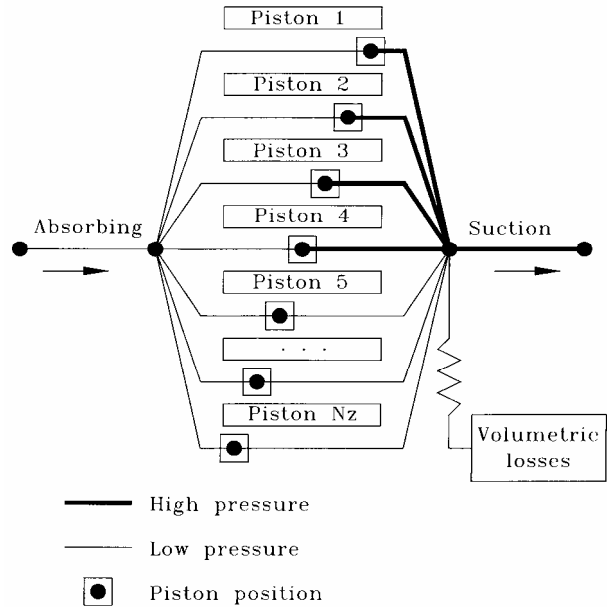 Piston 1
Piston 2
Piston 3
Absorbing
Piston 4
Suction
Piston 5
. . .
Piston Nz
Volumetric
losses
High pressure
Low pressure
Piston position